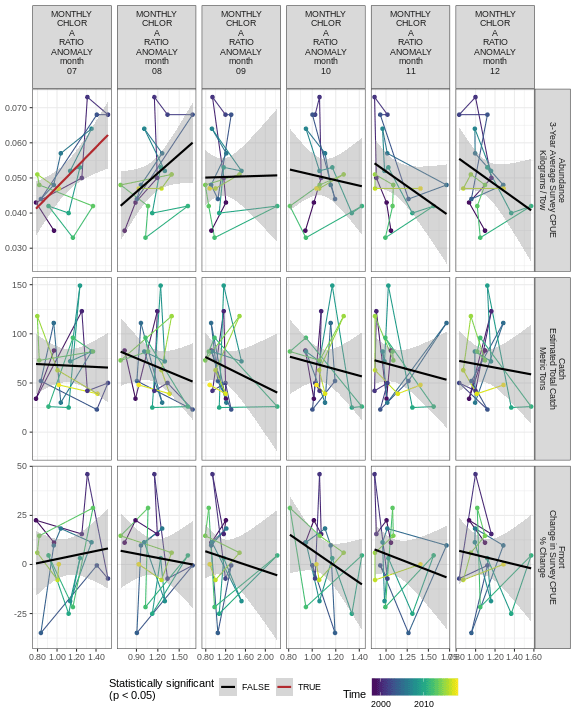 MONTHLY
CHLOR
A
RATIO
ANOMALY
month
07
MONTHLY
CHLOR
A
RATIO
ANOMALY
month
08
MONTHLY
CHLOR
A
RATIO
ANOMALY
month
09
MONTHLY
CHLOR
A
RATIO
ANOMALY
month
10
MONTHLY
CHLOR
A
RATIO
ANOMALY
month
11
MONTHLY
CHLOR
A
RATIO
ANOMALY
month
12
0.070
0.060
0.050
0.040
0.030
Abundance
3-Year Average Survey CPUE
Kilograms / Tow
150
100
50
0
Catch
Estimated Total Catch
Metric Tons
50
25
0
-25
Fmort
Change in Survey CPUE
% Change
0.80 1.00 1.20 1.40
0.90 1.20 1.50
0.80 1.20 1.60 2.00
0.80 1.00 1.20 1.40
1.00 1.25 1.50
1.00 1.20 1.40 1.60
Statistically significant
(p < 0.05)
FALSE
TRUE
Time
2000
2010